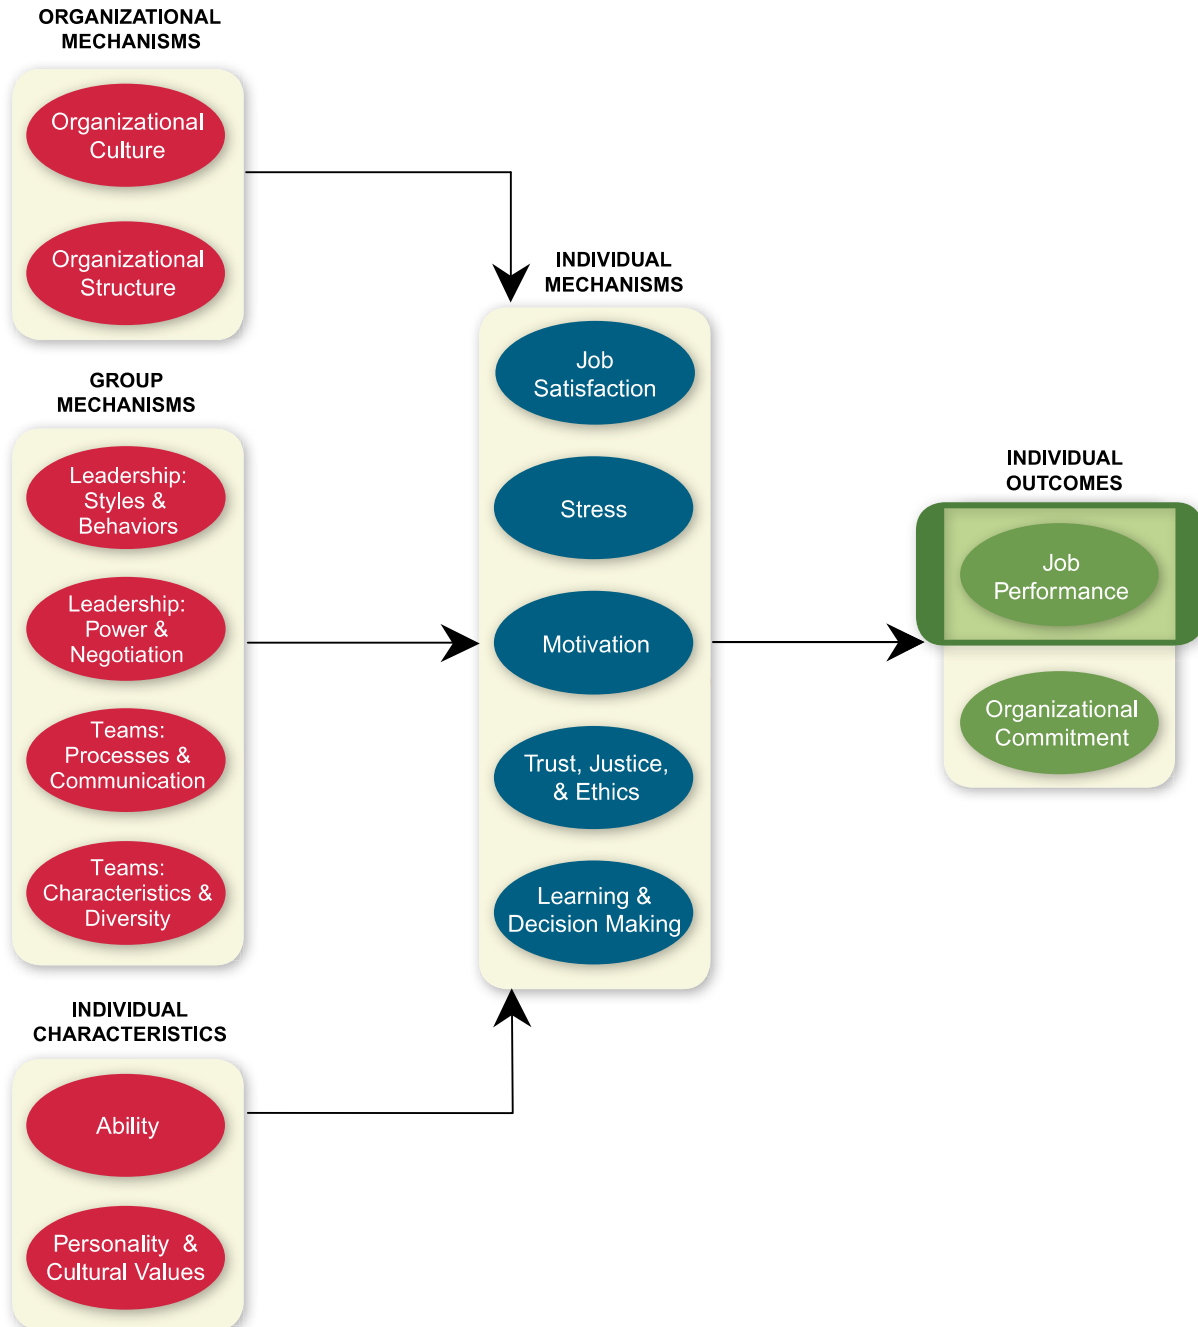 ORGANIZATIONAL
MECHANISMS
Organizational
Culture
Organizational
Structure
GROUP
MECHANISMS
Leadership:
Styles &
Behaviors
Leadership:
Power &
Negotiation
Teams:
Processes &
Communication
Teams:
Characteristics &
Diversity
INDIVIDUAL
CHARACTERISTICS
Ability
Personality &
Cultural Values
INDIVIDUAL
MECHANISMS
Job
Satisfaction
Stress
Motivation
Trust, Justice,
& Ethics
Learning &
Decision Making
INDIVIDUAL
OUTCOMES
Job
Performance
Organizational
Commitment